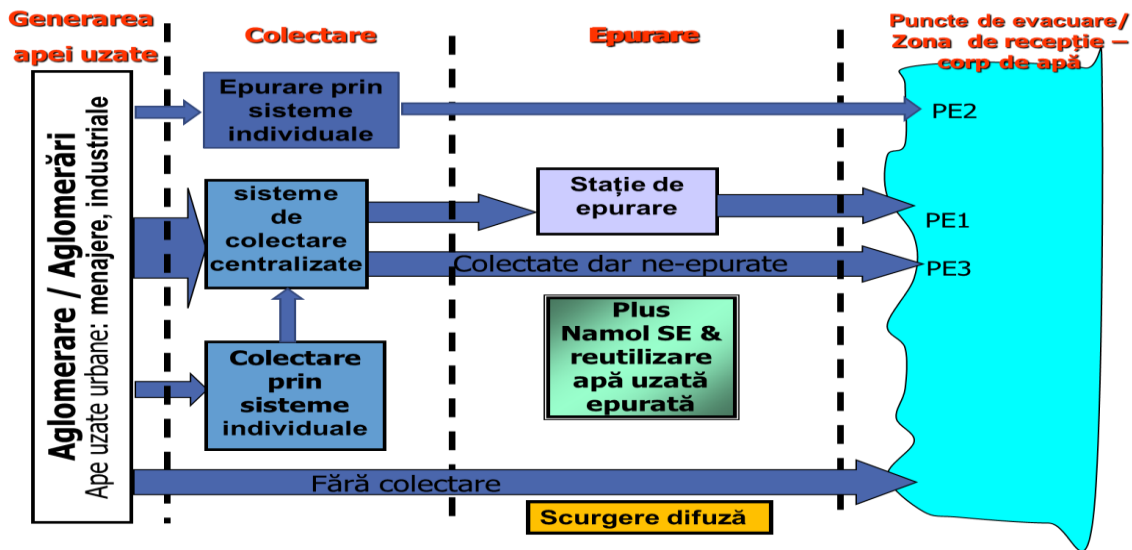 Generarea
apei uzate
Colectare
Epurare
Puncte de evacuare/
Zona de recepție –
corp de apă
Aglomerare / Aglomerări
Ape uzate urbane: menajere, industriale
Epurare prin
sisteme
individuale
PE2
sisteme
de
colectare
centralizate
Stație de
epurare
PE1
Colectate dar ne-epurate
PE3
Plus
Namol SE &
reutilizare
apă uzată
epurată
Colectare
prin
sisteme
individuale
Fără colectare
Scurgere difuză